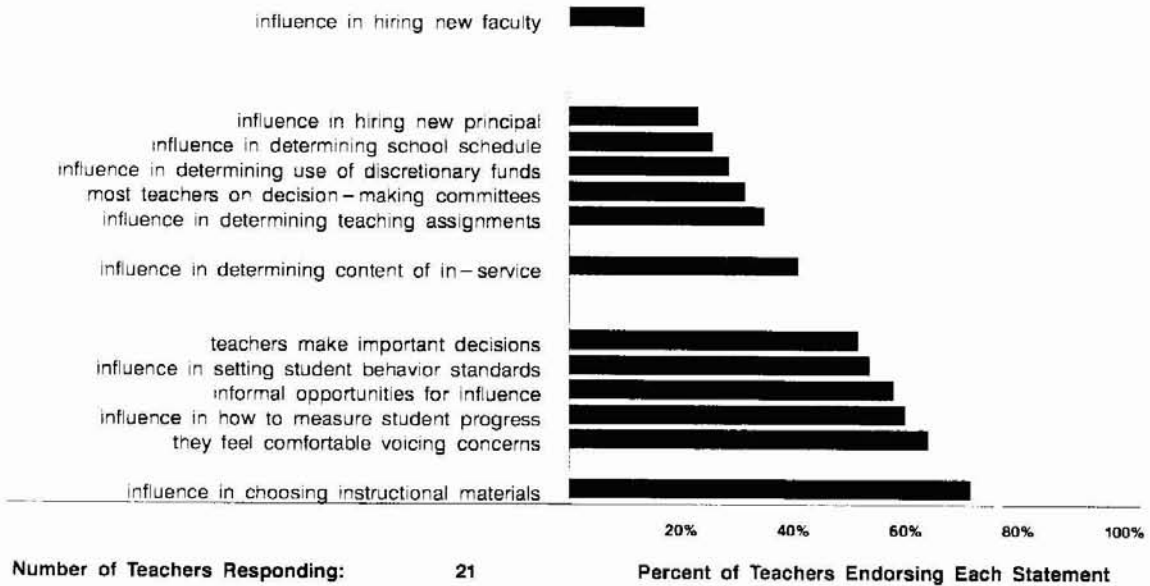 influence in hiring new faculty
influence in hiring new principal
influence in determining school schedule
influence in determining use of discretionary funds
most teachers on decision-making committees
influence in determining teaching assignments
influence in determining content of in-service
teachers make important decisions
influence in setting student behavior standards
informal opportunities for influence
influence in how to measure student progress
they feel comfortable voicing concerns
influence in choosing instructional materials
20% 40% 60% 80% 100%
Number of Teachers Responding: 21 Percent of Teachers Endorsing Each Statement